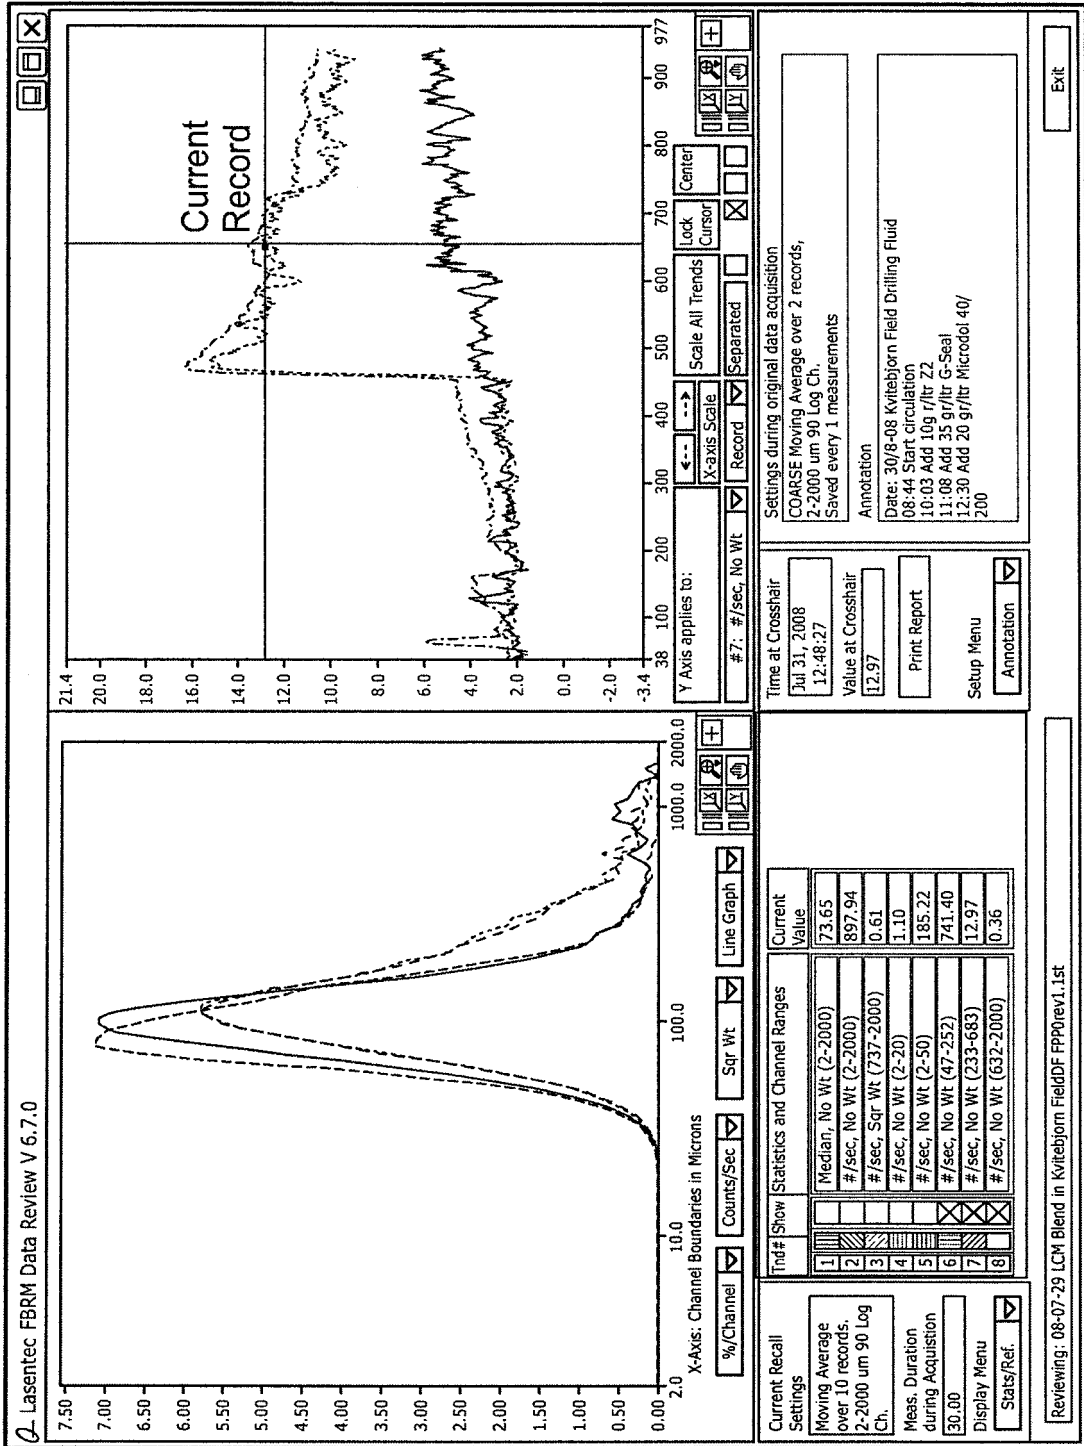 Lasentec FBRM Data Review V 6.7.0
7.50
7.00
6.50
6.00
5.50
5.00
4.50
4.00
3.50
3.00
2.50
2.00
1.50
1.00
0.50
0.00
2.0
10.0
100.0
1000.0
2000.0
X-Axis: Channel Boundaries in Microns
%/Channel
Counts/Sec
Sqr Wt
Line Graph
X
Y
21.4
20.0
18.0
16.0
14.0
12.0
10.0
8.0
6.0
4.0
2.0
0.0
-2.0
-3.4
Current
Record
38
100
200
300
400
500
600
700
800
900
977
Y Axis applies to:
#7: #/sec, No Wt
<--- --->
X-axis Scale
Record
Scale All Trends
Separated
Lock
Cursor
Center
X
Y
Current Recall
Settings
Moving Average
over 10 records.
2-2000 um 90 Log
Ch.
Meas. Duration
during Acquistion
30.00
Display Menu
Stats/Ref.
Tnd# Show Statistics and Channel Ranges Current Value
1 Median, No Wt (2-2000) 73.65
2 #/sec, No Wt (2-2000) 897.94
3 #/sec, Sqr Wt (737-2000) 0.61
4 #/sec, No Wt (2-20) 1.10
5 #/sec, No Wt (2-50) 185.22
6 #/sec, No Wt (47-252) 741.40
7 #/sec, No Wt (233-683) 12.97
8 #/sec, No Wt (632-2000) 0.36
Time at Crosshair
Jul 31, 2008
12:48:27
Value at Crosshair
12.97
Print Report
Setup Menu
Annotation
Settings during original data acquisition
COARSE Moving Average over 2 records,
2-2000 um 90 Log Ch.
Saved every 1 measurements
Annotation
Date: 30/8-08 Kvitebjorn Field Drilling Fluid
08:44 Start circulation
10:03 Add 10g r/ltr Z2
11:08 Add 35 gr/ltr G-Seal
12:30 Add 20 gr/ltr Microdol 40/
200
Reviewing: 08-07-29 LCM Blend in Kvitebjorn FieldDF FPP0rev1.1st
Exit